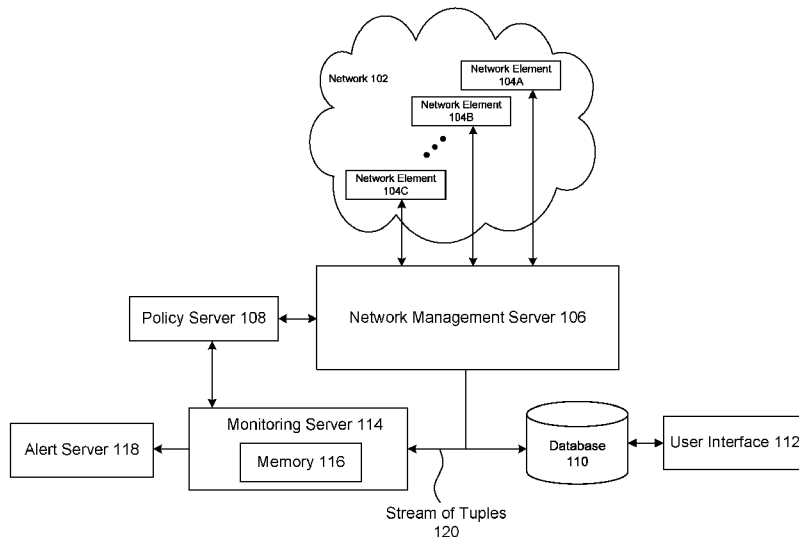 Network 102
Network Element
104A
Network Element
104B
Network Element
104C
Network Management Server 106
Policy Server 108
Monitoring Server 114
Memory 116
Alert Server 118
Database
110
User Interface 112
Stream of Tuples
120